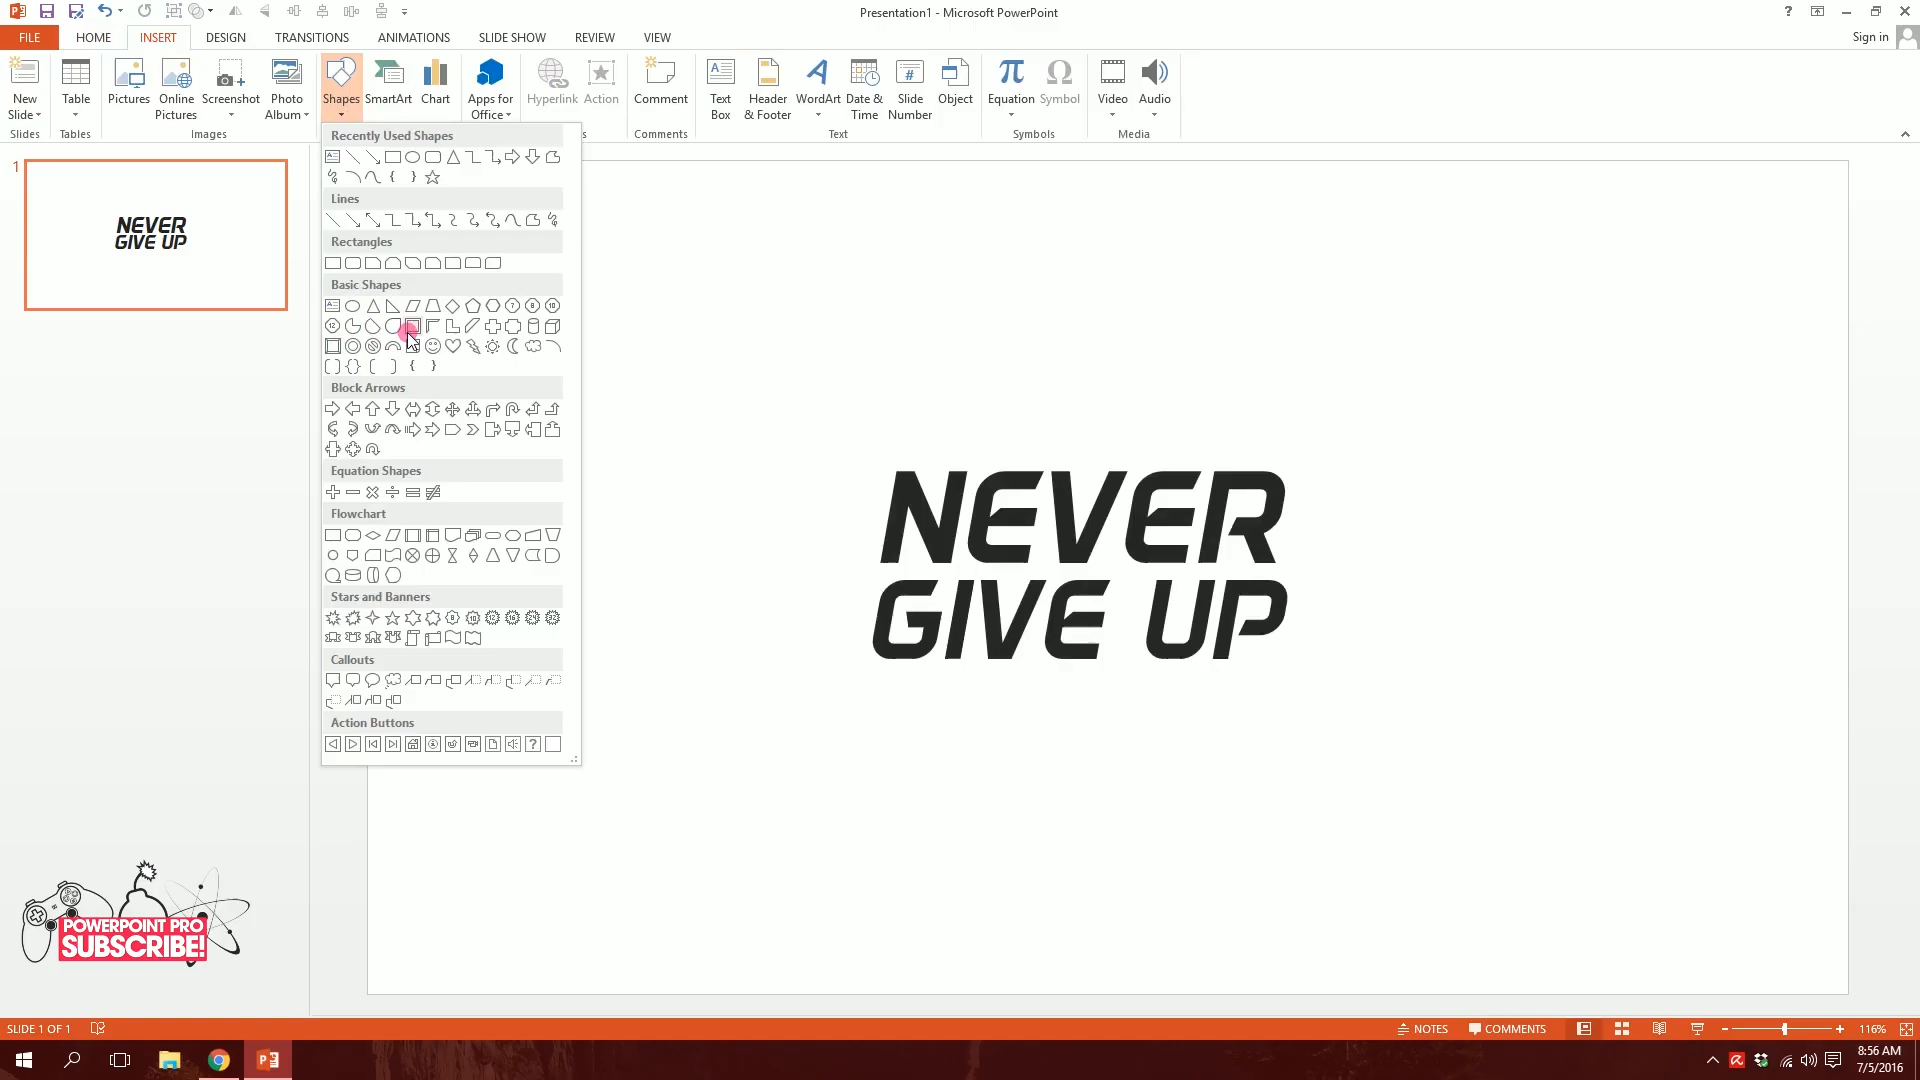 Presentation1 - Microsoft PowerPoint
FILE HOME INSERT DESIGN TRANSITIONS ANIMATIONS SLIDE SHOW REVIEW VIEW
Sign in
New Slide
Table
Pictures
Online Pictures
Screenshot
Photo Album
Shapes
SmartArt
Chart
Apps for Office
Hyperlink
Action
Comment
Text Box
Header & Footer
WordArt
Date & Time
Slide Number
Object
Equation
Symbol
Video
Audio
Slides
Tables
Images
Comments
Text
Symbols
Media
Recently Used Shapes
Lines
Rectangles
Basic Shapes
Block Arrows
Equation Shapes
Flowchart
Stars and Banners
Callouts
Action Buttons
1
NEVER
GIVE UP
NEVER
GIVE UP
POWERPOINT PRO
SUBSCRIBE!
SLIDE 1 OF 1
NOTES
COMMENTS
116%
8:56 AM
7/5/2016